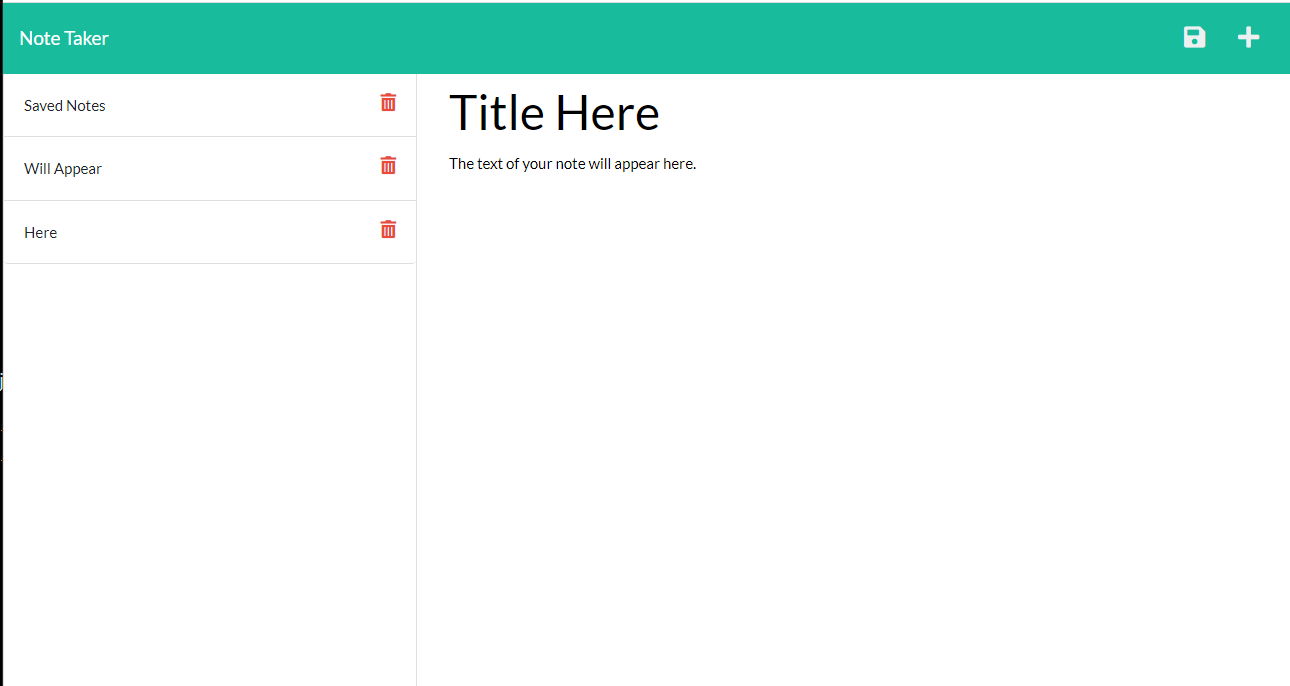 Note Taker
Saved Notes
Will Appear
Here
Title Here
The text of your note will appear here.